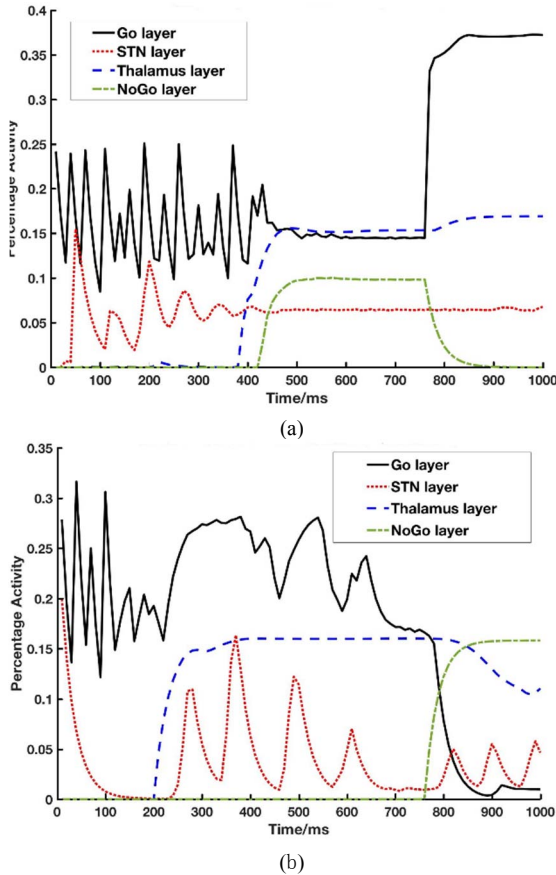 0.4
0.35
0.3
0.25
0.2
0.15
0.1
0.05
0
Percentage Activity
Go layer
STN layer
Thalamus layer
NoGo layer
0 100 200 300 400 500 600 700 800 900 1000
Time/ms
(a)
0.35
0.3
0.25
0.2
0.15
0.1
0.05
0
Percentage Activity
Go layer
STN layer
Thalamus layer
NoGo layer
0 100 200 300 400 500 600 700 800 900 1000
Time/ms
(b)